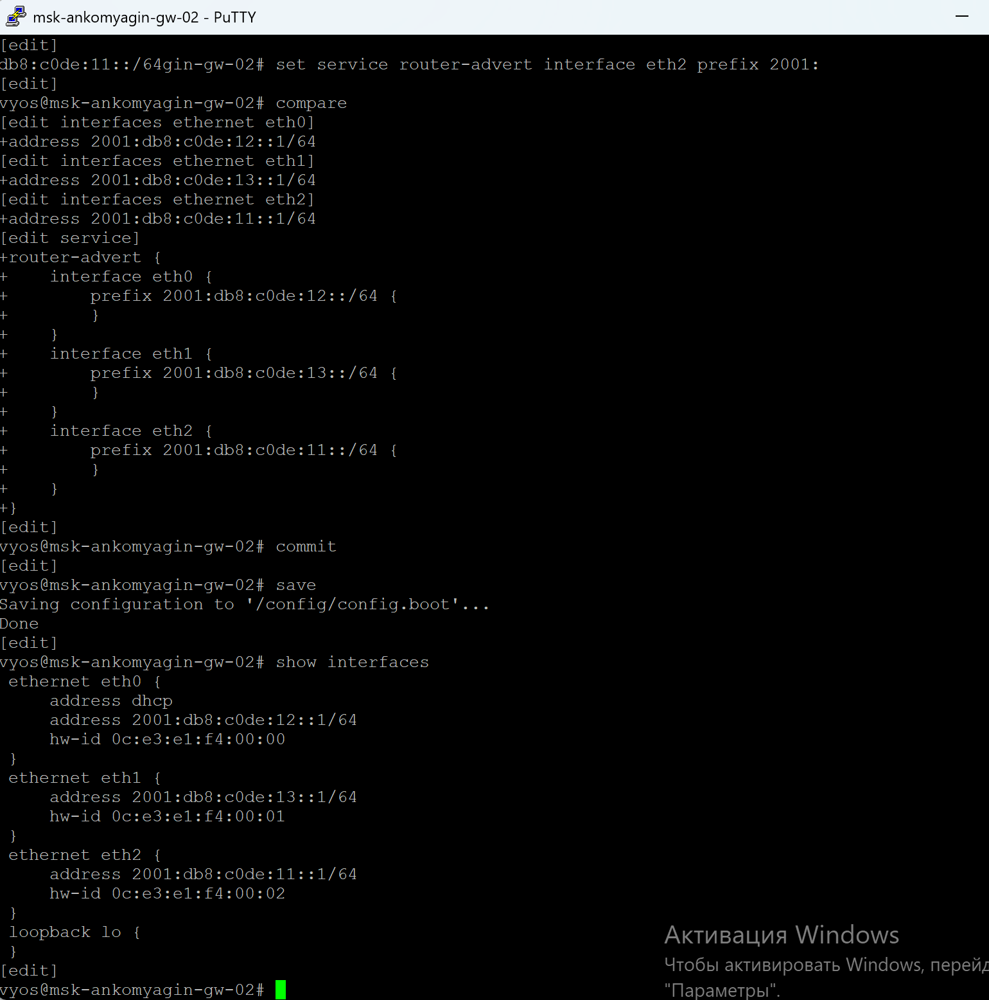 msk-ankomyagin-gw-02 - PuTTY
[edit]
db8:c0de:11::/64gin-gw-02# set service router-advert interface eth2 prefix 2001:
[edit]
vyos@msk-ankomyagin-gw-02# compare
[edit interfaces ethernet eth0]
+address 2001:db8:c0de:12::1/64
[edit interfaces ethernet eth1]
+address 2001:db8:c0de:13::1/64
[edit interfaces ethernet eth2]
+address 2001:db8:c0de:11::1/64
[edit service]
+router-advert {
+    interface eth0 {
+        prefix 2001:db8:c0de:12::/64 {
+        }
+    }
+    interface eth1 {
+        prefix 2001:db8:c0de:13::/64 {
+        }
+    }
+    interface eth2 {
+        prefix 2001:db8:c0de:11::/64 {
+        }
+    }
+}
[edit]
vyos@msk-ankomyagin-gw-02# commit
[edit]
vyos@msk-ankomyagin-gw-02# save
Saving configuration to '/config/config.boot'...
Done
[edit]
vyos@msk-ankomyagin-gw-02# show interfaces
 ethernet eth0 {
     address dhcp
     address 2001:db8:c0de:12::1/64
     hw-id 0c:e3:e1:f4:00:00
 }
 ethernet eth1 {
     address 2001:db8:c0de:13::1/64
     hw-id 0c:e3:e1:f4:00:01
 }
 ethernet eth2 {
     address 2001:db8:c0de:11::1/64
     hw-id 0c:e3:e1:f4:00:02
 }
 loopback lo {
 }
[edit]
vyos@msk-ankomyagin-gw-02#
Активация Windows
Чтобы активировать Windows, перейд
"Параметры".